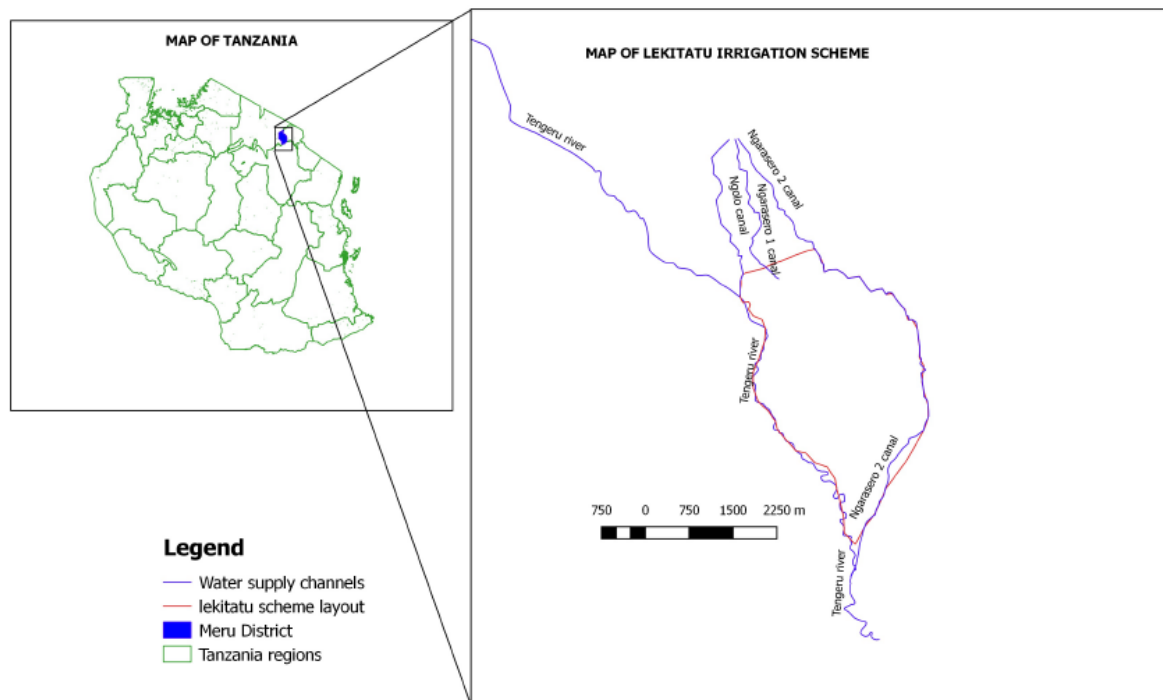 MAP OF TANZANIA
MAP OF LEKITATU IRRIGATION SCHEME
Tengeru river
Ngarasero 2 canal
Ngolo canal
Ngarasero 1 canal
Tengeru river
Ngarasero 2 canal
750 0 750 1500 2250 m
Tengeru river
Legend
Water supply channels
lekitatu scheme layout
Meru District
Tanzania regions